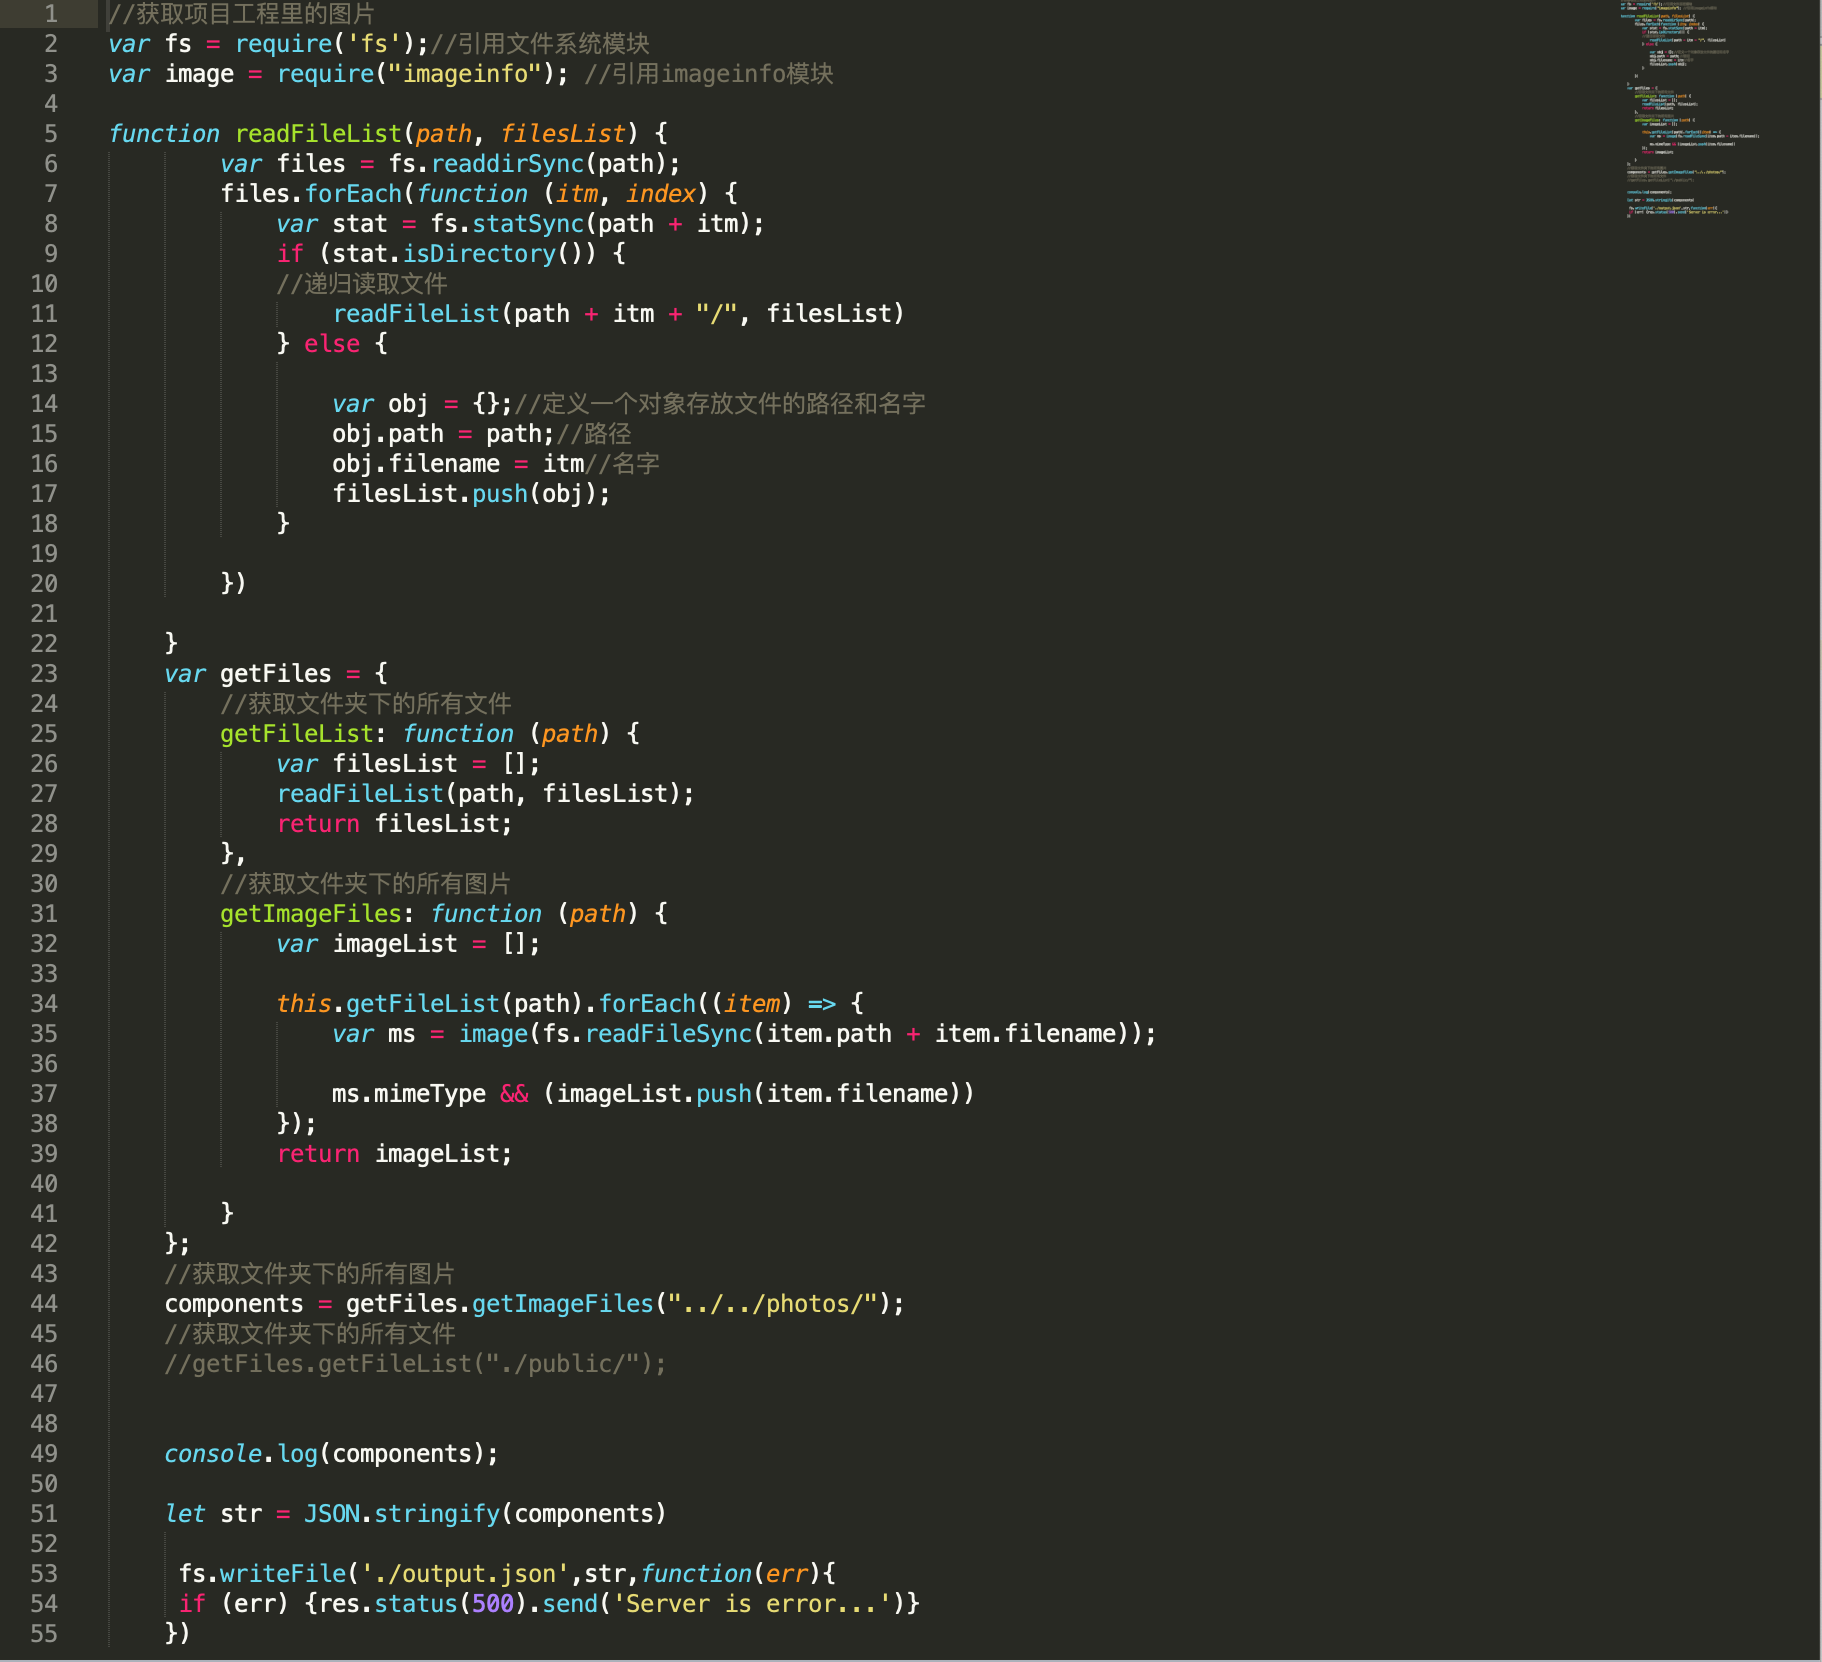 1 //获取项目工程里的图片
2 var fs = require('fs');//引用文件系统模块
3 var image = require("imageinfo"); //引用imageinfo模块
4
5 function readFileList(path, filesList) {
6 var files = fs.readdirSync(path);
7 files.forEach(function (itm, index) {
8 var stat = fs.statSync(path + itm);
9 if (stat.isDirectory()) {
10 //递归读取文件
11 readFileList(path + itm + "/", filesList)
12 } else {
13
14 var obj = {};//定义一个对象存放文件的路径和名字
15 obj.path = path;//路径
16 obj.filename = itm//名字
17 filesList.push(obj);
18 }
19
20 })
21
22 }
23 var getFiles = {
24 //获取文件夹下的所有文件
25 getFileList: function (path) {
26 var filesList = [];
27 readFileList(path, filesList);
28 return filesList;
29 },
30 //获取文件夹下的所有图片
31 getImageFiles: function (path) {
32 var imageList = [];
33
34 this.getFileList(path).forEach((item) => {
35 var ms = image(fs.readFileSync(item.path + item.filename));
36
37 ms.mimeType && (imageList.push(item.filename))
38 });
39 return imageList;
40
41 }
42 };
43 //获取文件夹下的所有图片
44 components = getFiles.getImageFiles("../../photos/");
45 //获取文件夹下的所有文件
46 //getFiles.getFileList("./public/");
47
48
49 console.log(components);
50
51 let str = JSON.stringify(components)
52
53 fs.writeFile('./output.json',str,function(err){
54 if (err) {res.status(500).send('Server is error...')}
55 })